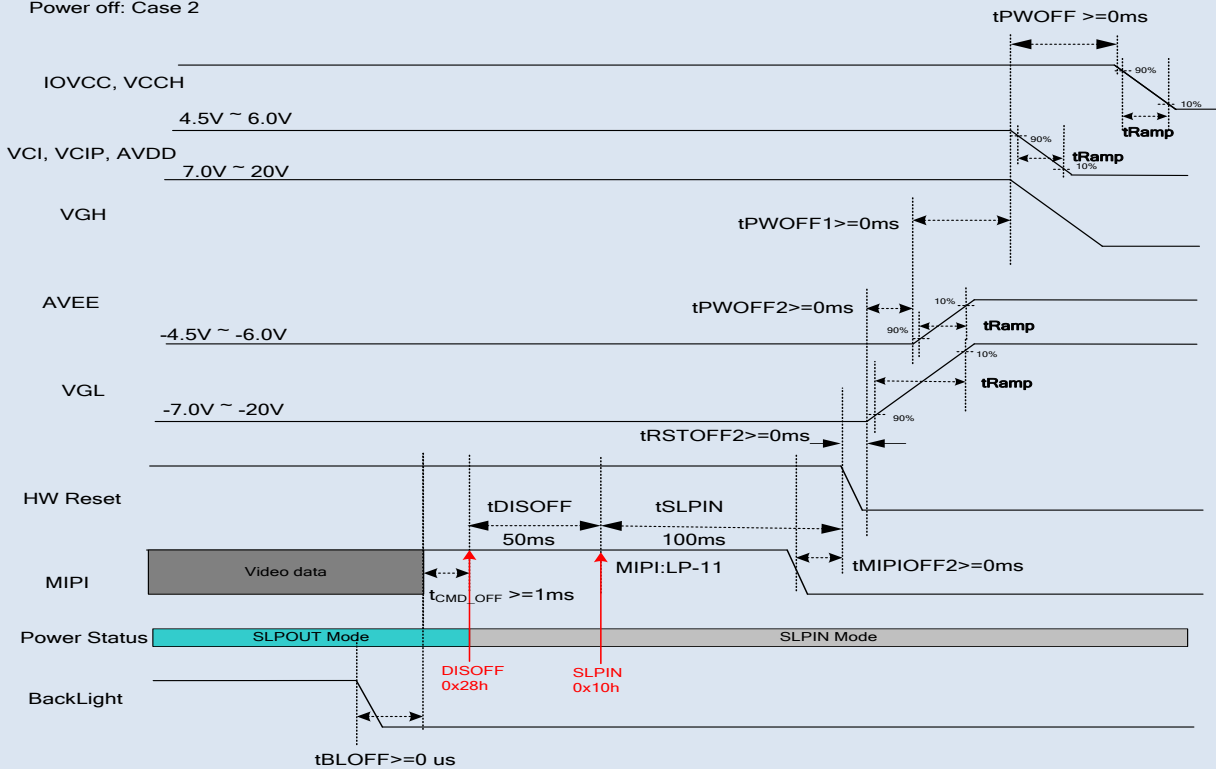 Power off: Case 2
tPWOFF >=0ms
IOVCC, VCCH
90%
10%
tRamp
4.5V ~ 6.0V
VCI, VCIP, AVDD
90%
tRamp
10%
7.0V ~ 20V
VGH
tPWOFF1>=0ms
AVEE
tPWOFF2>=0ms
10%
-4.5V ~ -6.0V
90%
tRamp
10%
VGL
tRamp
-7.0V ~ -20V
90%
tRSTOFF2>=0ms
HW Reset
tDISOFF
tSLPIN
50ms
100ms
MIPI
Video data
MIPI:LP-11
tMIPIOFF2>=0ms
tCMD_OFF >=1ms
Power Status
SLPOUT Mode
SLPIN Mode
DISOFF
0x28h
SLPIN
0x10h
BackLight
tBLOFF>=0 us